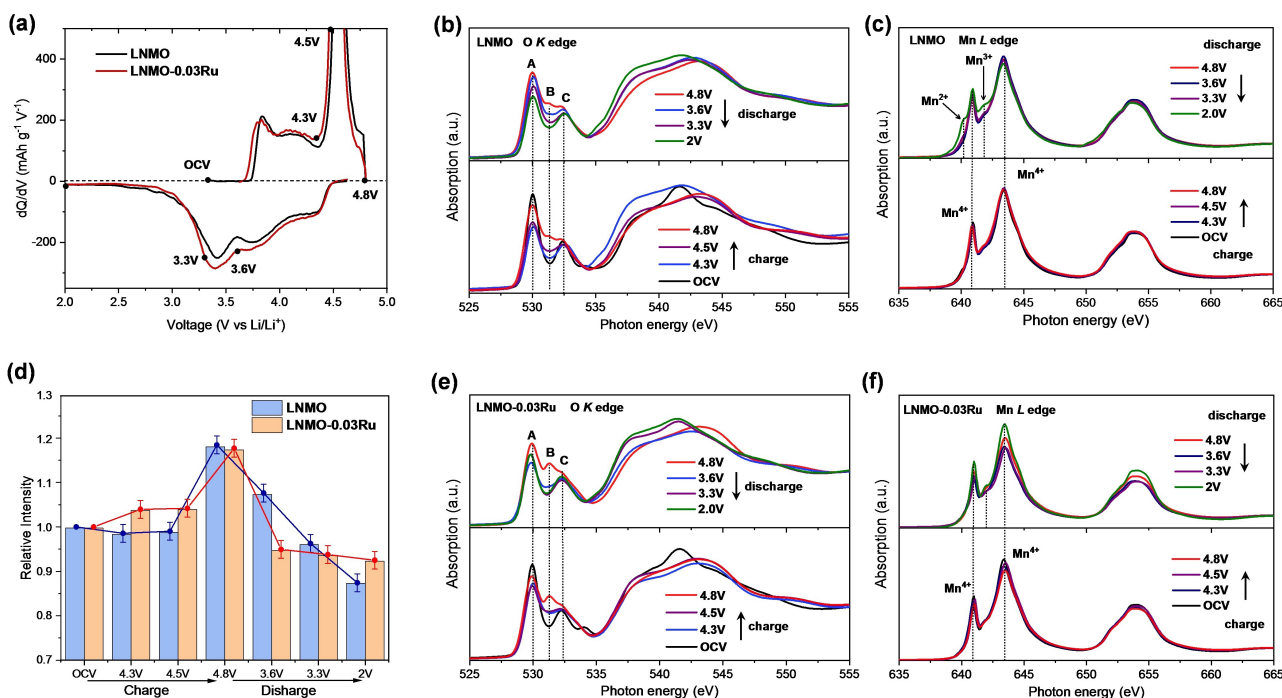 (a)
LNMO
LNMO-0.03Ru
4.5V
4.3V
OCV
4.8V
3.3V
3.6V
400
200
0
-200
dQ/dV (mAh g⁻¹ V⁻¹)
2.0 2.5 3.0 3.5 4.0 4.5 5.0
Voltage (V vs Li/Li⁺)
(b)
LNMO O K edge
A
B
C
4.8V
3.6V
3.3V
2V
discharge
4.8V
4.5V
4.3V
OCV
charge
Absorption (a.u.)
525 530 535 540 545 550 555
Photon energy (eV)
(c)
LNMO Mn L edge
discharge
Mn³⁺
Mn²⁺
4.8V
3.6V
3.3V
2.0V
Mn⁴⁺
Mn⁴⁺
4.8V
4.5V
4.3V
OCV
charge
Absorption (a.u.)
635 640 645 650 655 660 665
Photon energy (eV)
(d)
LNMO
LNMO-0.03Ru
1.3
1.2
1.1
1.0
0.9
0.8
0.7
Relative Intensity
OCV 4.3V 4.5V 4.8V 3.6V 3.3V 2V
Charge Disharge
(e)
LNMO-0.03Ru O K edge
A
B
C
4.8V
3.6V
3.3V
2.0V
discharge
4.8V
4.5V
4.3V
OCV
charge
Absorption (a.u.)
525 530 535 540 545 550 555
Photon energy (eV)
(f)
LNMO-0.03Ru Mn L edge
discharge
4.8V
3.6V
3.3V
2V
Mn⁴⁺
Mn⁴⁺
4.8V
4.5V
4.3V
OCV
charge
Absorption (a.u.)
635 640 645 650 655 660 665
Photon energy (eV)